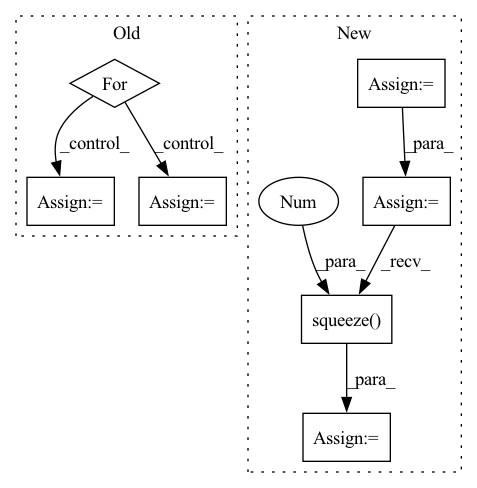 Old
New
For
Assign:=
_control_
_control_
_para_
Assign:=
Assign:=
Num
Assign:=
_para_
_recv_
squeeze()
_para_
Assign:=